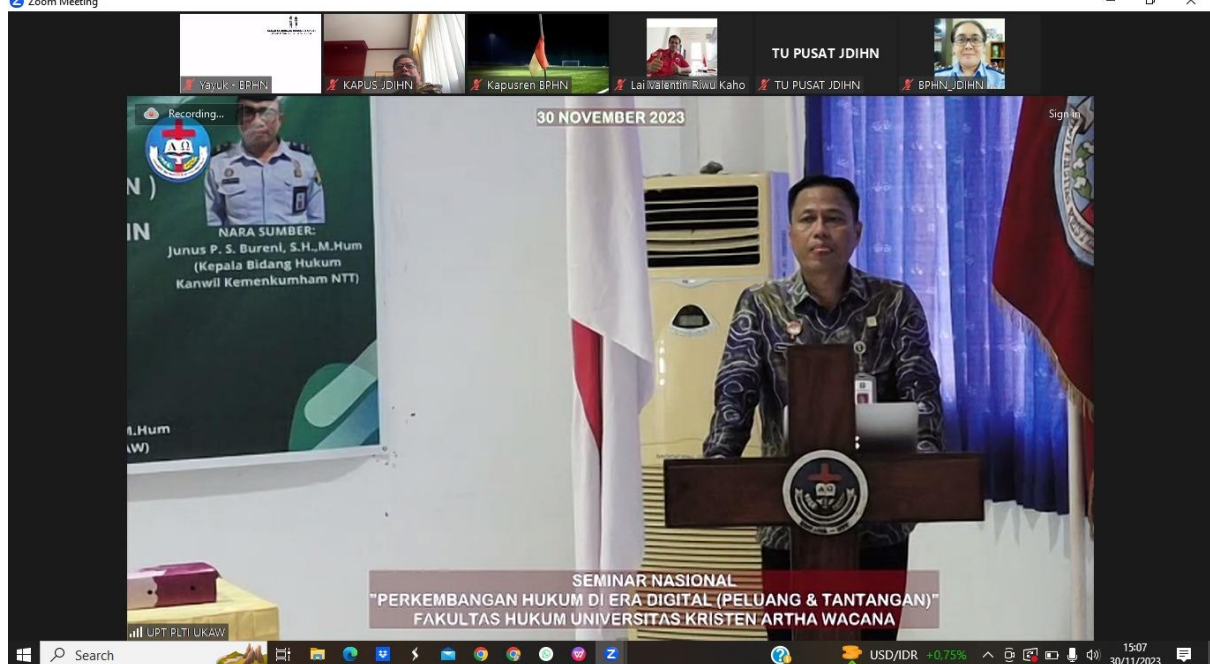 Zoom Meeting
Yayuk - BPHN
KAPUS JDIHN
Kapusren BPHN
Lai Valentin Riwu Kaho
TU PUSAT JDIHN
TU PUSAT JDIHN
BPHN_JDIHN
Recording...
30 NOVEMBER 2023
Sign in
A Ω
N )
IN
NARA SUMBER:
Junus P. S. Bureni, S.H.,M.Hum
(Kepala Bidang Hukum
Kanwil Kemenkumham NTT)
M.Hum
AW)
SEMINAR NASIONAL
"PERKEMBANGAN HUKUM DI ERA DIGITAL (PELUANG & TANTANGAN)"
FAKULTAS HUKUM UNIVERSITAS KRISTEN ARTHA WACANA
UPT PLTI UKAW
Search
USD/IDR +0,75%
15:07
30/11/2023